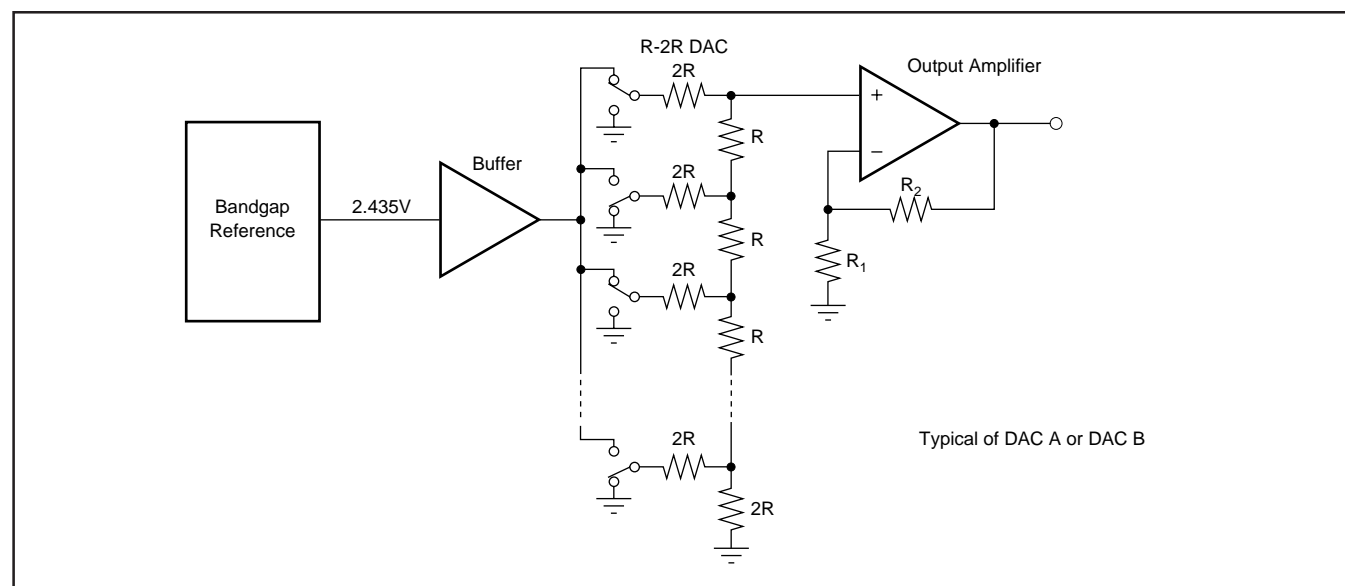 R-2R DAC
2R
Output Amplifier
+
−
R
Buffer
2R
R2
Bandgap
Reference
2.435V
R
R1
2R
R
2R
Typical of DAC A or DAC B
2R